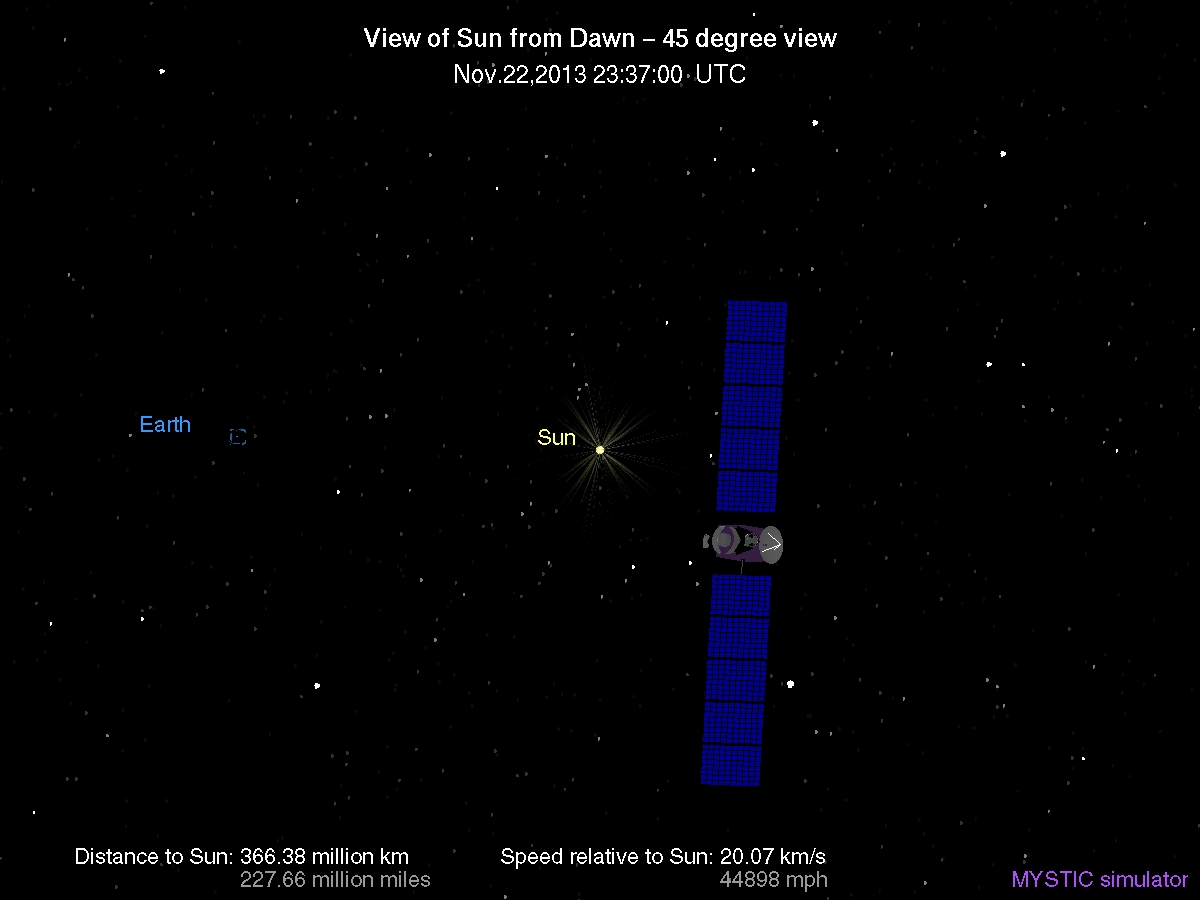 View of Sun from Dawn – 45 degree view
Nov.22,2013 23:37:00 UTC
Earth
Sun
Distance to Sun: 366.38 million km
227.66 million miles
Speed relative to Sun: 20.07 km/s
44898 mph
MYSTIC simulator